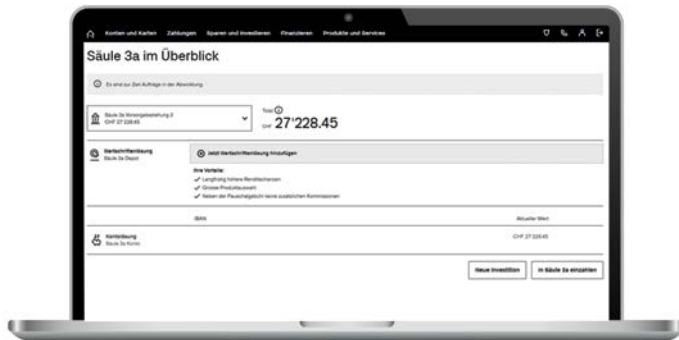 Konten und Karten Zahlungen Sparen und Investieren Finanzieren Produkte und Services
Säule 3a im Überblick
Es sind zur Zeit Aufträge in der Abwicklung
Säule 3a Vorsorgebeziehung 2
CHF 27'228.45
Total
CHF 27'228.45
Wertschriftenlösung
Säule 3a Depot
Jetzt Wertschriftenlösung hinzufügen
Ihre Vorteile:
Langfristig höhere Renditechancen
Grosse Produktauswahl
Neben der Pauschalgebühr keine zusätzlichen Kommissionen
IBAN Aktueller Wert
Kontolösung
Säule 3a Konto
CHF 27'228.45
Neue Investition In Säule 3a einzahlen